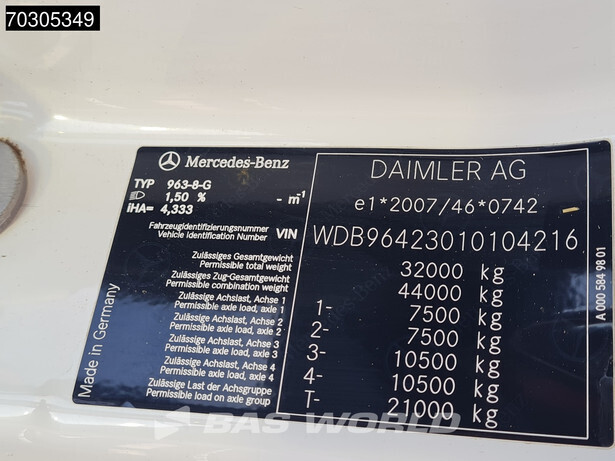 70305349
Mercedes-Benz
DAIMLER AG
TYP 963-8-G
1,50 % - m⁻¹
iHA= 4,333
e1*2007/46*0742
Fahrzeugidentifizierungsnummer
Vehicle Identification Number VIN WDB96423010104216
Zulässiges Gesamtgewicht
Permissible total weight 32000 kg
Zulässiges Zug-Gesamtgewicht
Permissible combination weight 44000 kg
Zulässige Achslast, Achse 1
Permissible axle load, axle 1 1- 7500 kg
Zulässige Achslast, Achse 2
Permissible axle load, axle 2 2- 7500 kg
Zulässige Achslast, Achse 3
Permissible axle load, axle 3 3- 10500 kg
Zulässige Achslast, Achse 4
Permissible axle load, axle 4 4- 10500 kg
Zulässige Last der Achsgruppe
Permissible load on axle group T- 21000 kg
Made in Germany
A 000 584 98 01
BAS WORLD